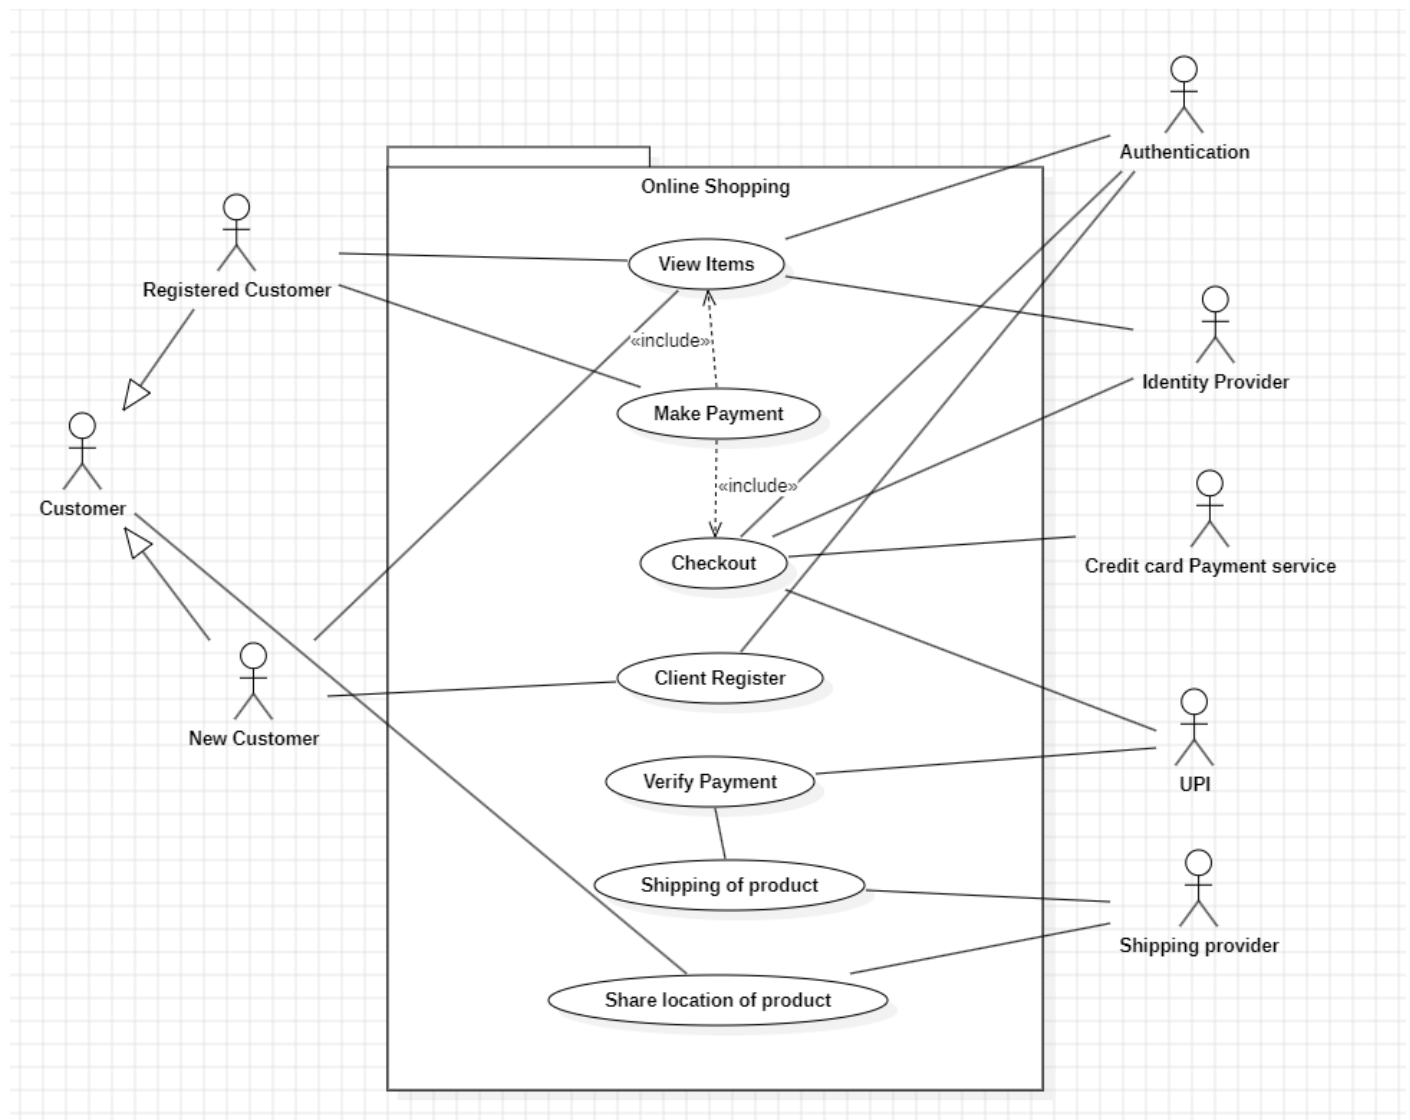 Authentication
Online Shopping
View Items
Registered Customer
«include»
Identity Provider
Make Payment
«include»
Customer
Checkout
Credit card Payment service
Client Register
New Customer
Verify Payment
UPI
Shipping of product
Shipping provider
Share location of product